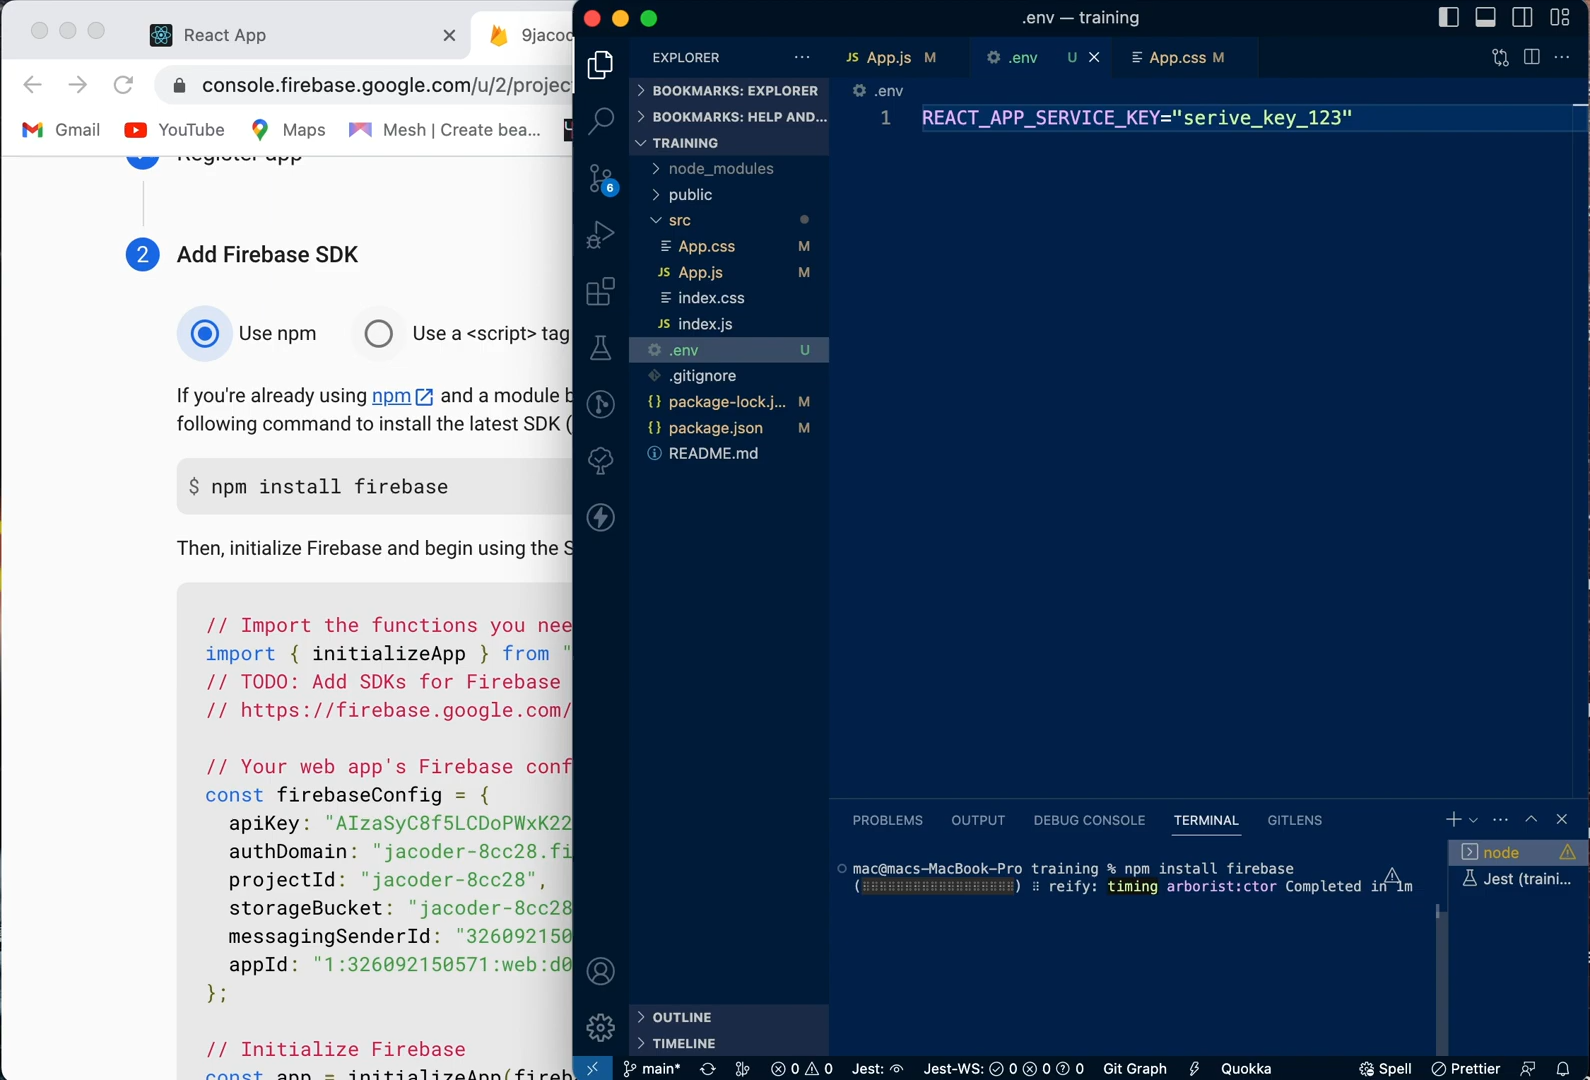 React App
9jacod
console.firebase.google.com/u/2/projec
Gmail
YouTube
Maps
Mesh | Create bea...
Register app
2
Add Firebase SDK
Use npm
Use a <script> tag
If you're already using npm and a module b
following command to install the latest SDK (
$ npm install firebase
Then, initialize Firebase and begin using the S
// Import the functions you nee
import { initializeApp } from "
// TODO: Add SDKs for Firebase
// https://firebase.google.com/
// Your web app's Firebase conf
const firebaseConfig = {
apiKey: "AIzaSyC8f5LCDoPWxK22
authDomain: "jacoder-8cc28.fi
projectId: "jacoder-8cc28",
storageBucket: "jacoder-8cc28
messagingSenderId: "326092150
appId: "1:326092150571:web:d0
};
// Initialize Firebase
const app = initializeApp(fireb
.env — training
EXPLORER
BOOKMARKS: EXPLORER
BOOKMARKS: HELP AND...
TRAINING
node_modules
public
src
App.css M
JS App.js M
index.css
JS index.js
.env U
.gitignore
{} package-lock.j... M
{} package.json M
README.md
OUTLINE
TIMELINE
6
JS App.js M
.env U
App.css M
.env
1 REACT_APP_SERVICE_KEY="serive_key_123"
PROBLEMS OUTPUT DEBUG CONSOLE TERMINAL GITLENS
mac@macs-MacBook-Pro training % npm install firebase
reify: timing arborist:ctor Completed in 1m
node
Jest (traini...
main* 0 0 Jest: Jest-WS: 0 0 0 Git Graph Quokka Spell Prettier